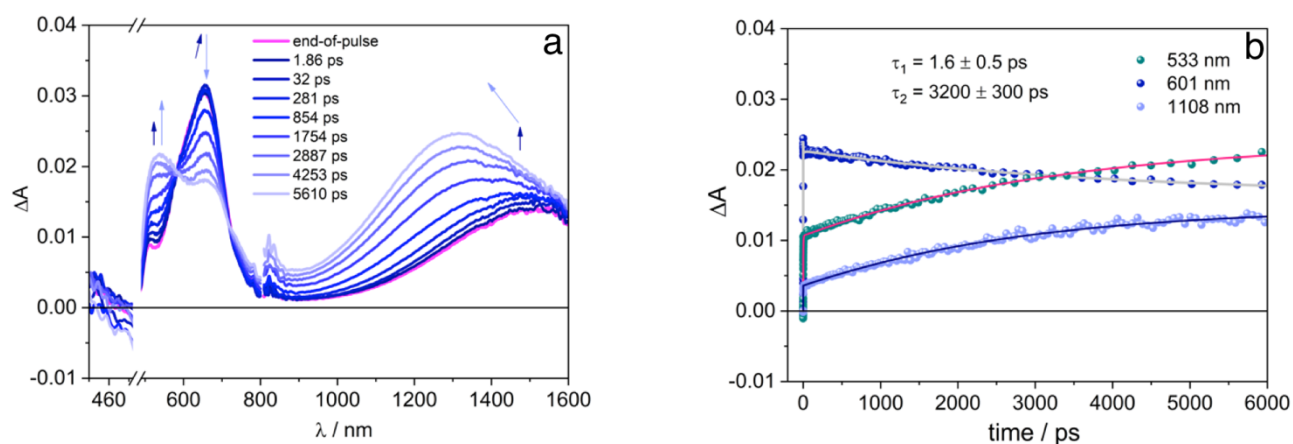 a
end-of-pulse
1.86 ps
32 ps
281 ps
854 ps
1754 ps
2887 ps
4253 ps
5610 ps
0.04
0.03
0.02
0.01
0.00
-0.01
ΔA
460 600 800 1000 1200 1400 1600
λ / nm
b
τ1 = 1.6 ± 0.5 ps
τ2 = 3200 ± 300 ps
533 nm
601 nm
1108 nm
0.04
0.03
0.02
0.01
0.00
-0.01
ΔA
0 1000 2000 3000 4000 5000 6000
time / ps